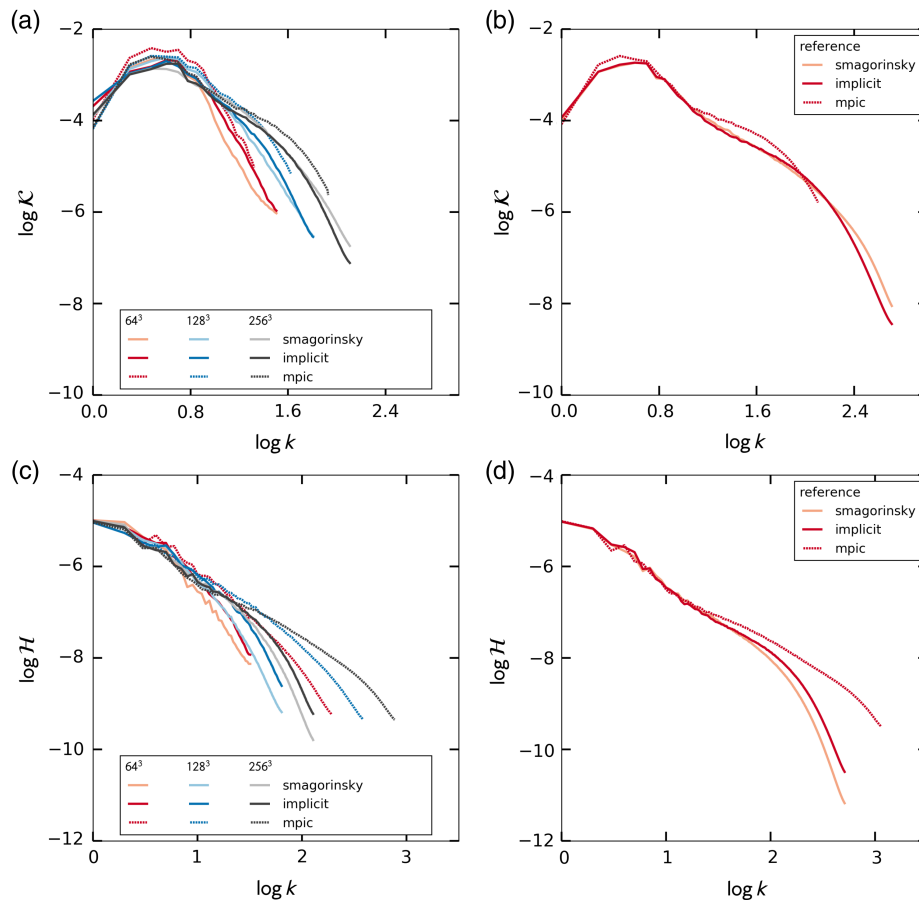 (a)
−2
−4
−6
−8
−10
log 𝒦
64³ 128³ 256³
smagorinsky
implicit
mpic
0.0 0.8 1.6 2.4
log k
(b)
−2
−4
−6
−8
−10
log 𝒦
reference
smagorinsky
implicit
mpic
0.0 0.8 1.6 2.4
log k
(c)
−4
−6
−8
−10
−12
log ℋ
64³ 128³ 256³
smagorinsky
implicit
mpic
0 1 2 3
log k
(d)
−4
−6
−8
−10
−12
log ℋ
reference
smagorinsky
implicit
mpic
0 1 2 3
log k